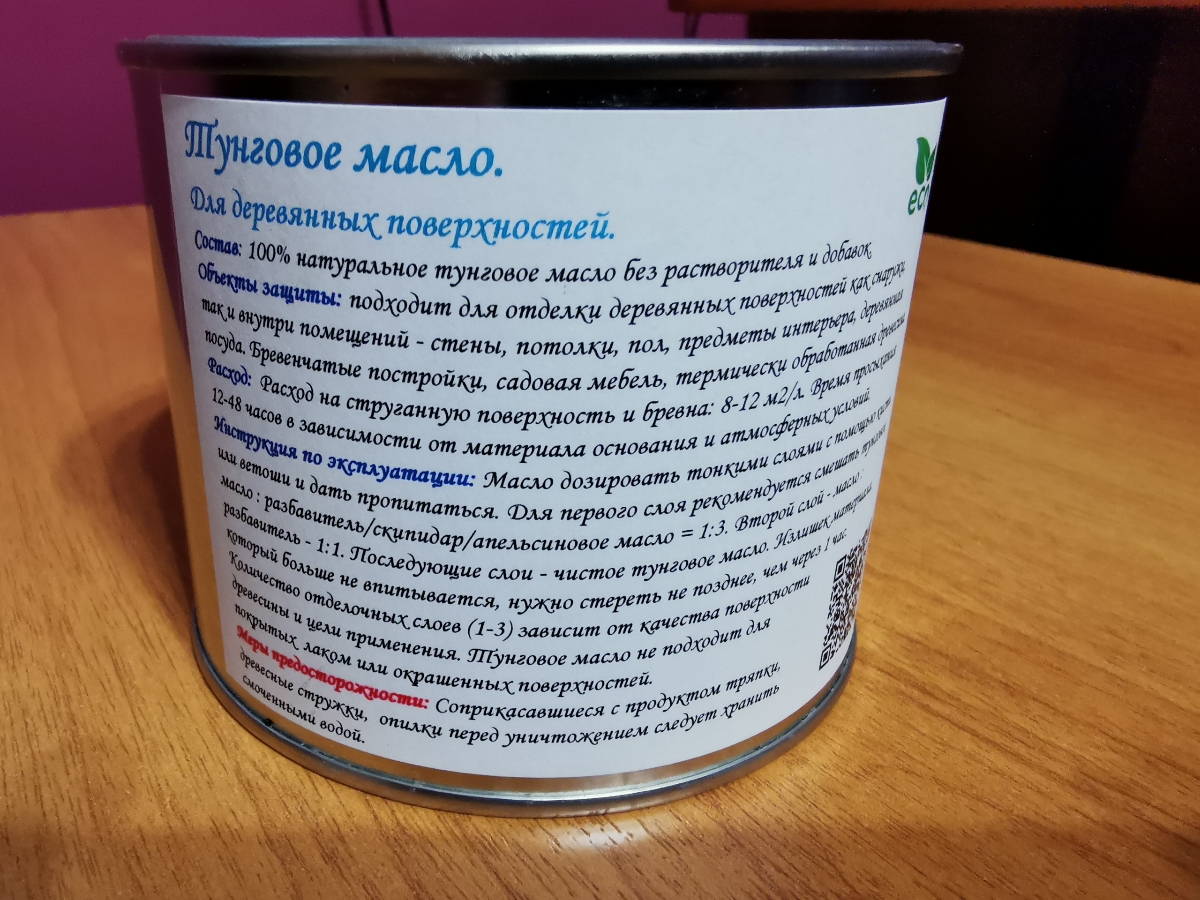 Тунговое масло.
Для деревянных поверхностей.
Состав: 100% натуральное тунговое масло без растворителя и добавок.
Объекты защиты: подходит для отделки деревянных поверхностей как снаружи,
так и внутри помещений - стены, потолки, пол, предметы интерьера, деревянная
посуда. Бревенчатые постройки, садовая мебель, термически обработанная древесина.
Расход: Расход на струганную поверхность и бревна: 8-12 м2/л. Время просыхания
12-48 часов в зависимости от материала основания и атмосферных условий.
Инструкция по эксплуатации: Масло дозировать тонкими слоями с помощью кисти
или ветоши и дать пропитаться. Для первого слоя рекомендуется смешать тунговое
масло : разбавитель/скипидар/апельсиновое масло = 1:3. Второй слой - масло :
разбавитель - 1:1. Последующие слои - чистое тунговое масло. Излишек материала,
который больше не впитывается, нужно стереть не позднее, чем через 1 час.
Количество отделочных слоев (1-3) зависит от качества поверхности
древесины и цели применения. Тунговое масло не подходит для
покрытых лаком или окрашенных поверхностей.
Меры предосторожности: Соприкасавшиеся с продуктом тряпки,
древесные стружки, опилки перед уничтожением следует хранить
смоченными водой.